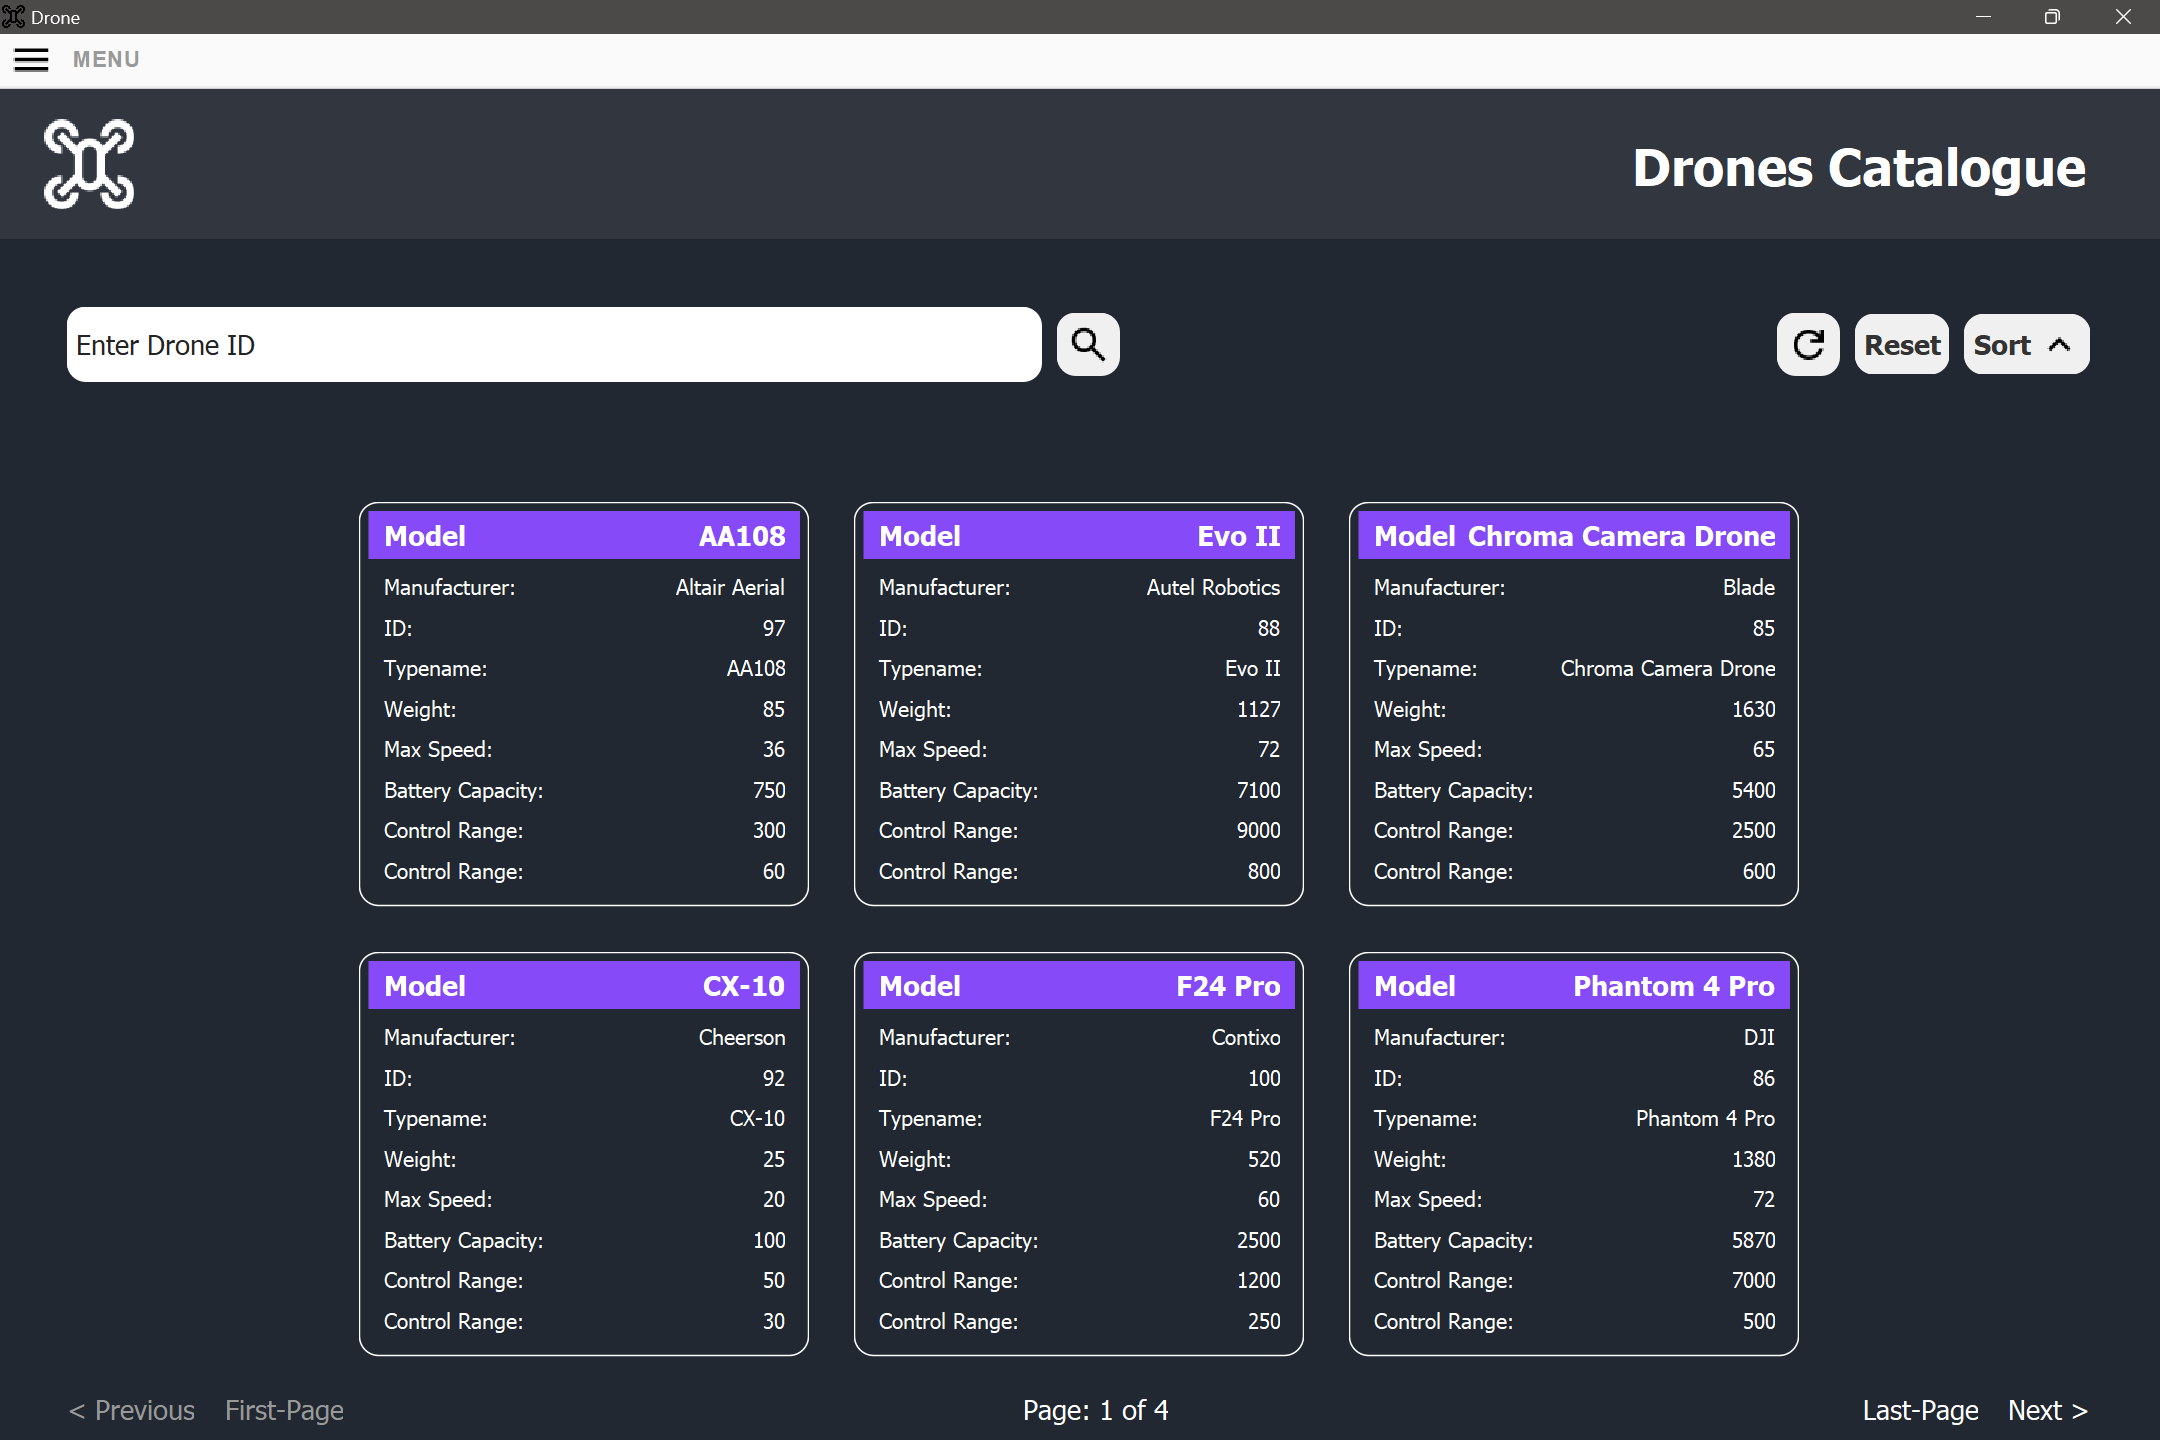 Drone
MENU
Drones Catalogue
Enter Drone ID
Reset
Sort
Model AA108
Manufacturer: Altair Aerial
ID: 97
Typename: AA108
Weight: 85
Max Speed: 36
Battery Capacity: 750
Control Range: 300
Control Range: 60
Model Evo II
Manufacturer: Autel Robotics
ID: 88
Typename: Evo II
Weight: 1127
Max Speed: 72
Battery Capacity: 7100
Control Range: 9000
Control Range: 800
Model Chroma Camera Drone
Manufacturer: Blade
ID: 85
Typename: Chroma Camera Drone
Weight: 1630
Max Speed: 65
Battery Capacity: 5400
Control Range: 2500
Control Range: 600
Model CX-10
Manufacturer: Cheerson
ID: 92
Typename: CX-10
Weight: 25
Max Speed: 20
Battery Capacity: 100
Control Range: 50
Control Range: 30
Model F24 Pro
Manufacturer: Contixo
ID: 100
Typename: F24 Pro
Weight: 520
Max Speed: 60
Battery Capacity: 2500
Control Range: 1200
Control Range: 250
Model Phantom 4 Pro
Manufacturer: DJI
ID: 86
Typename: Phantom 4 Pro
Weight: 1380
Max Speed: 72
Battery Capacity: 5870
Control Range: 7000
Control Range: 500
< Previous First-Page Page: 1 of 4 Last-Page Next >